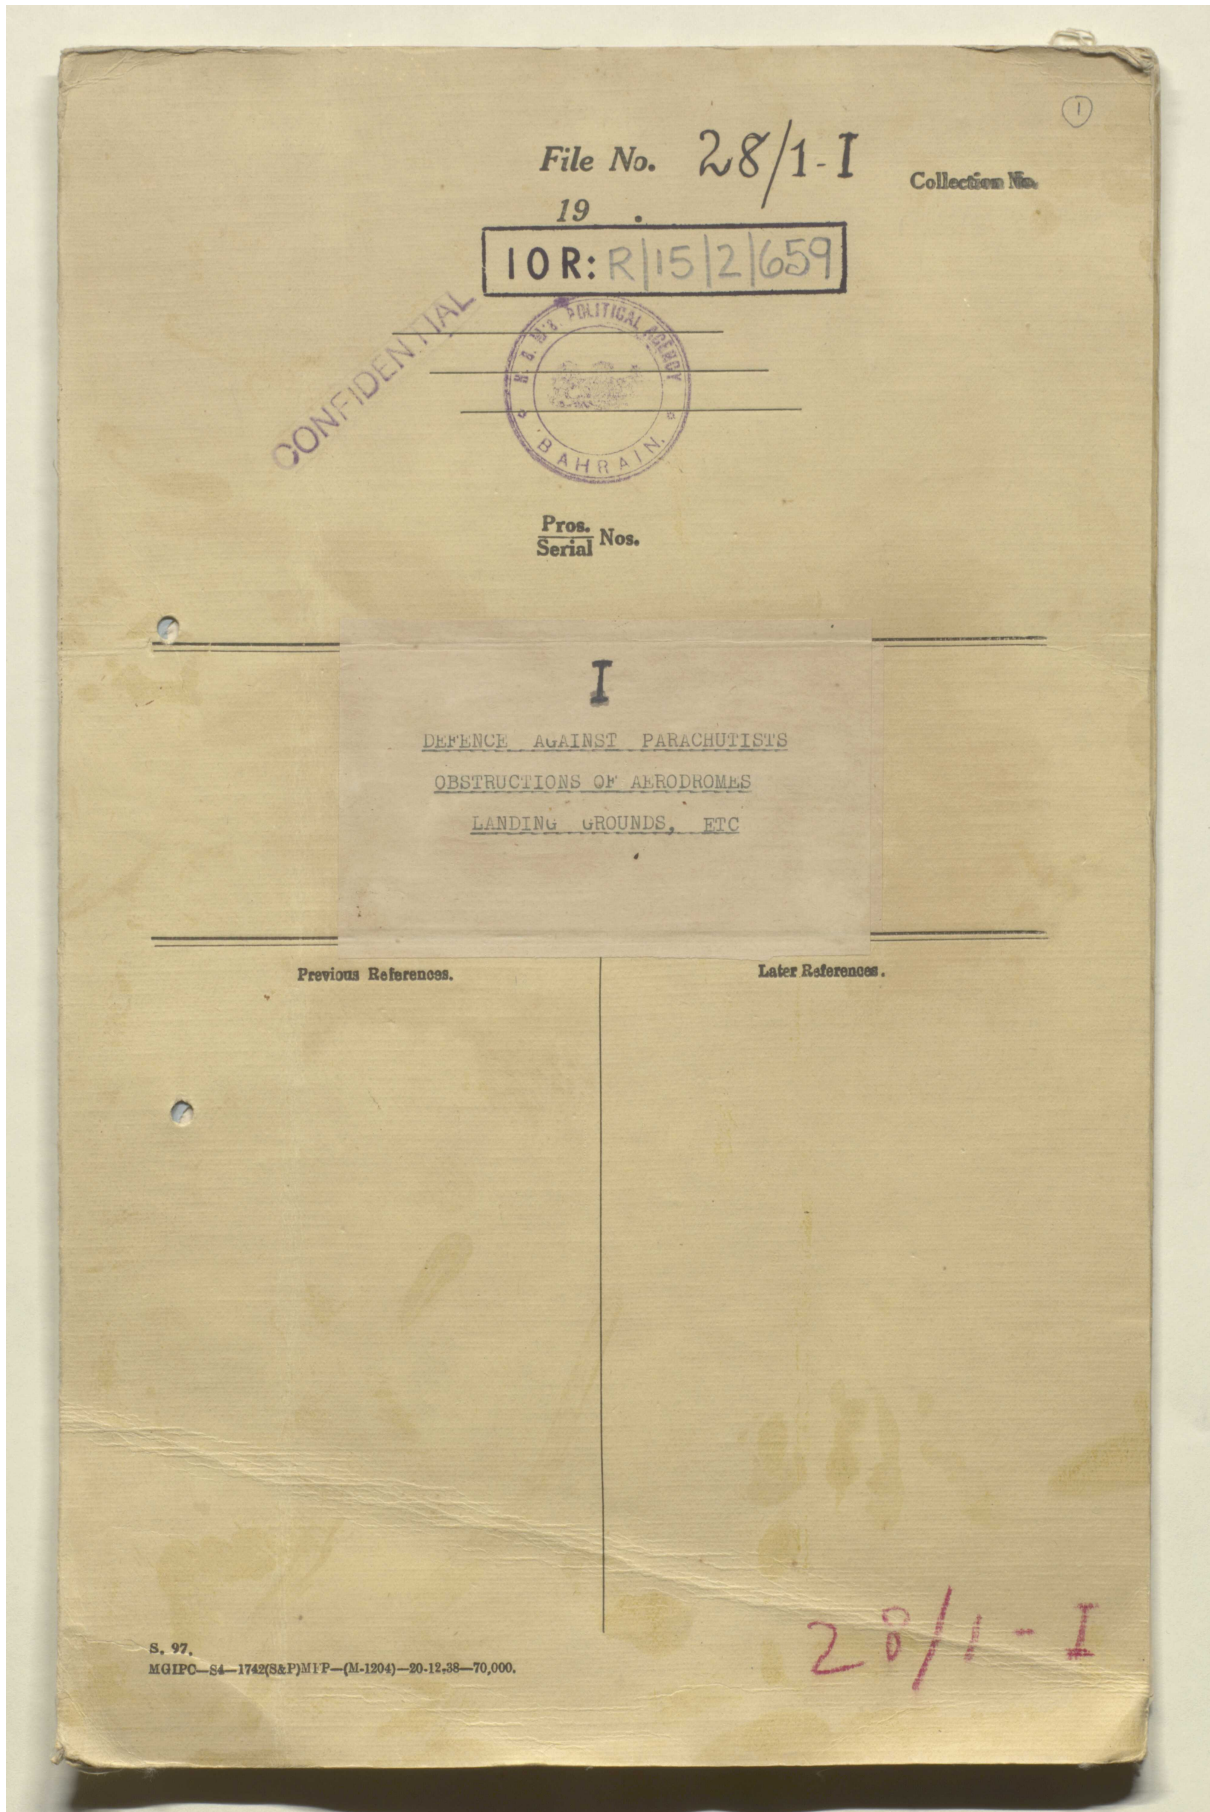 1
File No. 28/1-I
Collection No.
19 .
IOR: R/15/2/659
CONFIDENTIAL
H. B. M's. POLITICAL AGENCY
BAHRAIN.
Pros.
Serial Nos.
I
DEFENCE AGAINST PARACHUTISTS
OBSTRUCTIONS OF AERODROMES
LANDING GROUNDS, ETC
Previous References.
Later References.
S. 97.
MGIPC—S4—1742(S&P)MFP—(M-1204)—20-12-38—70,000.
28/1-I